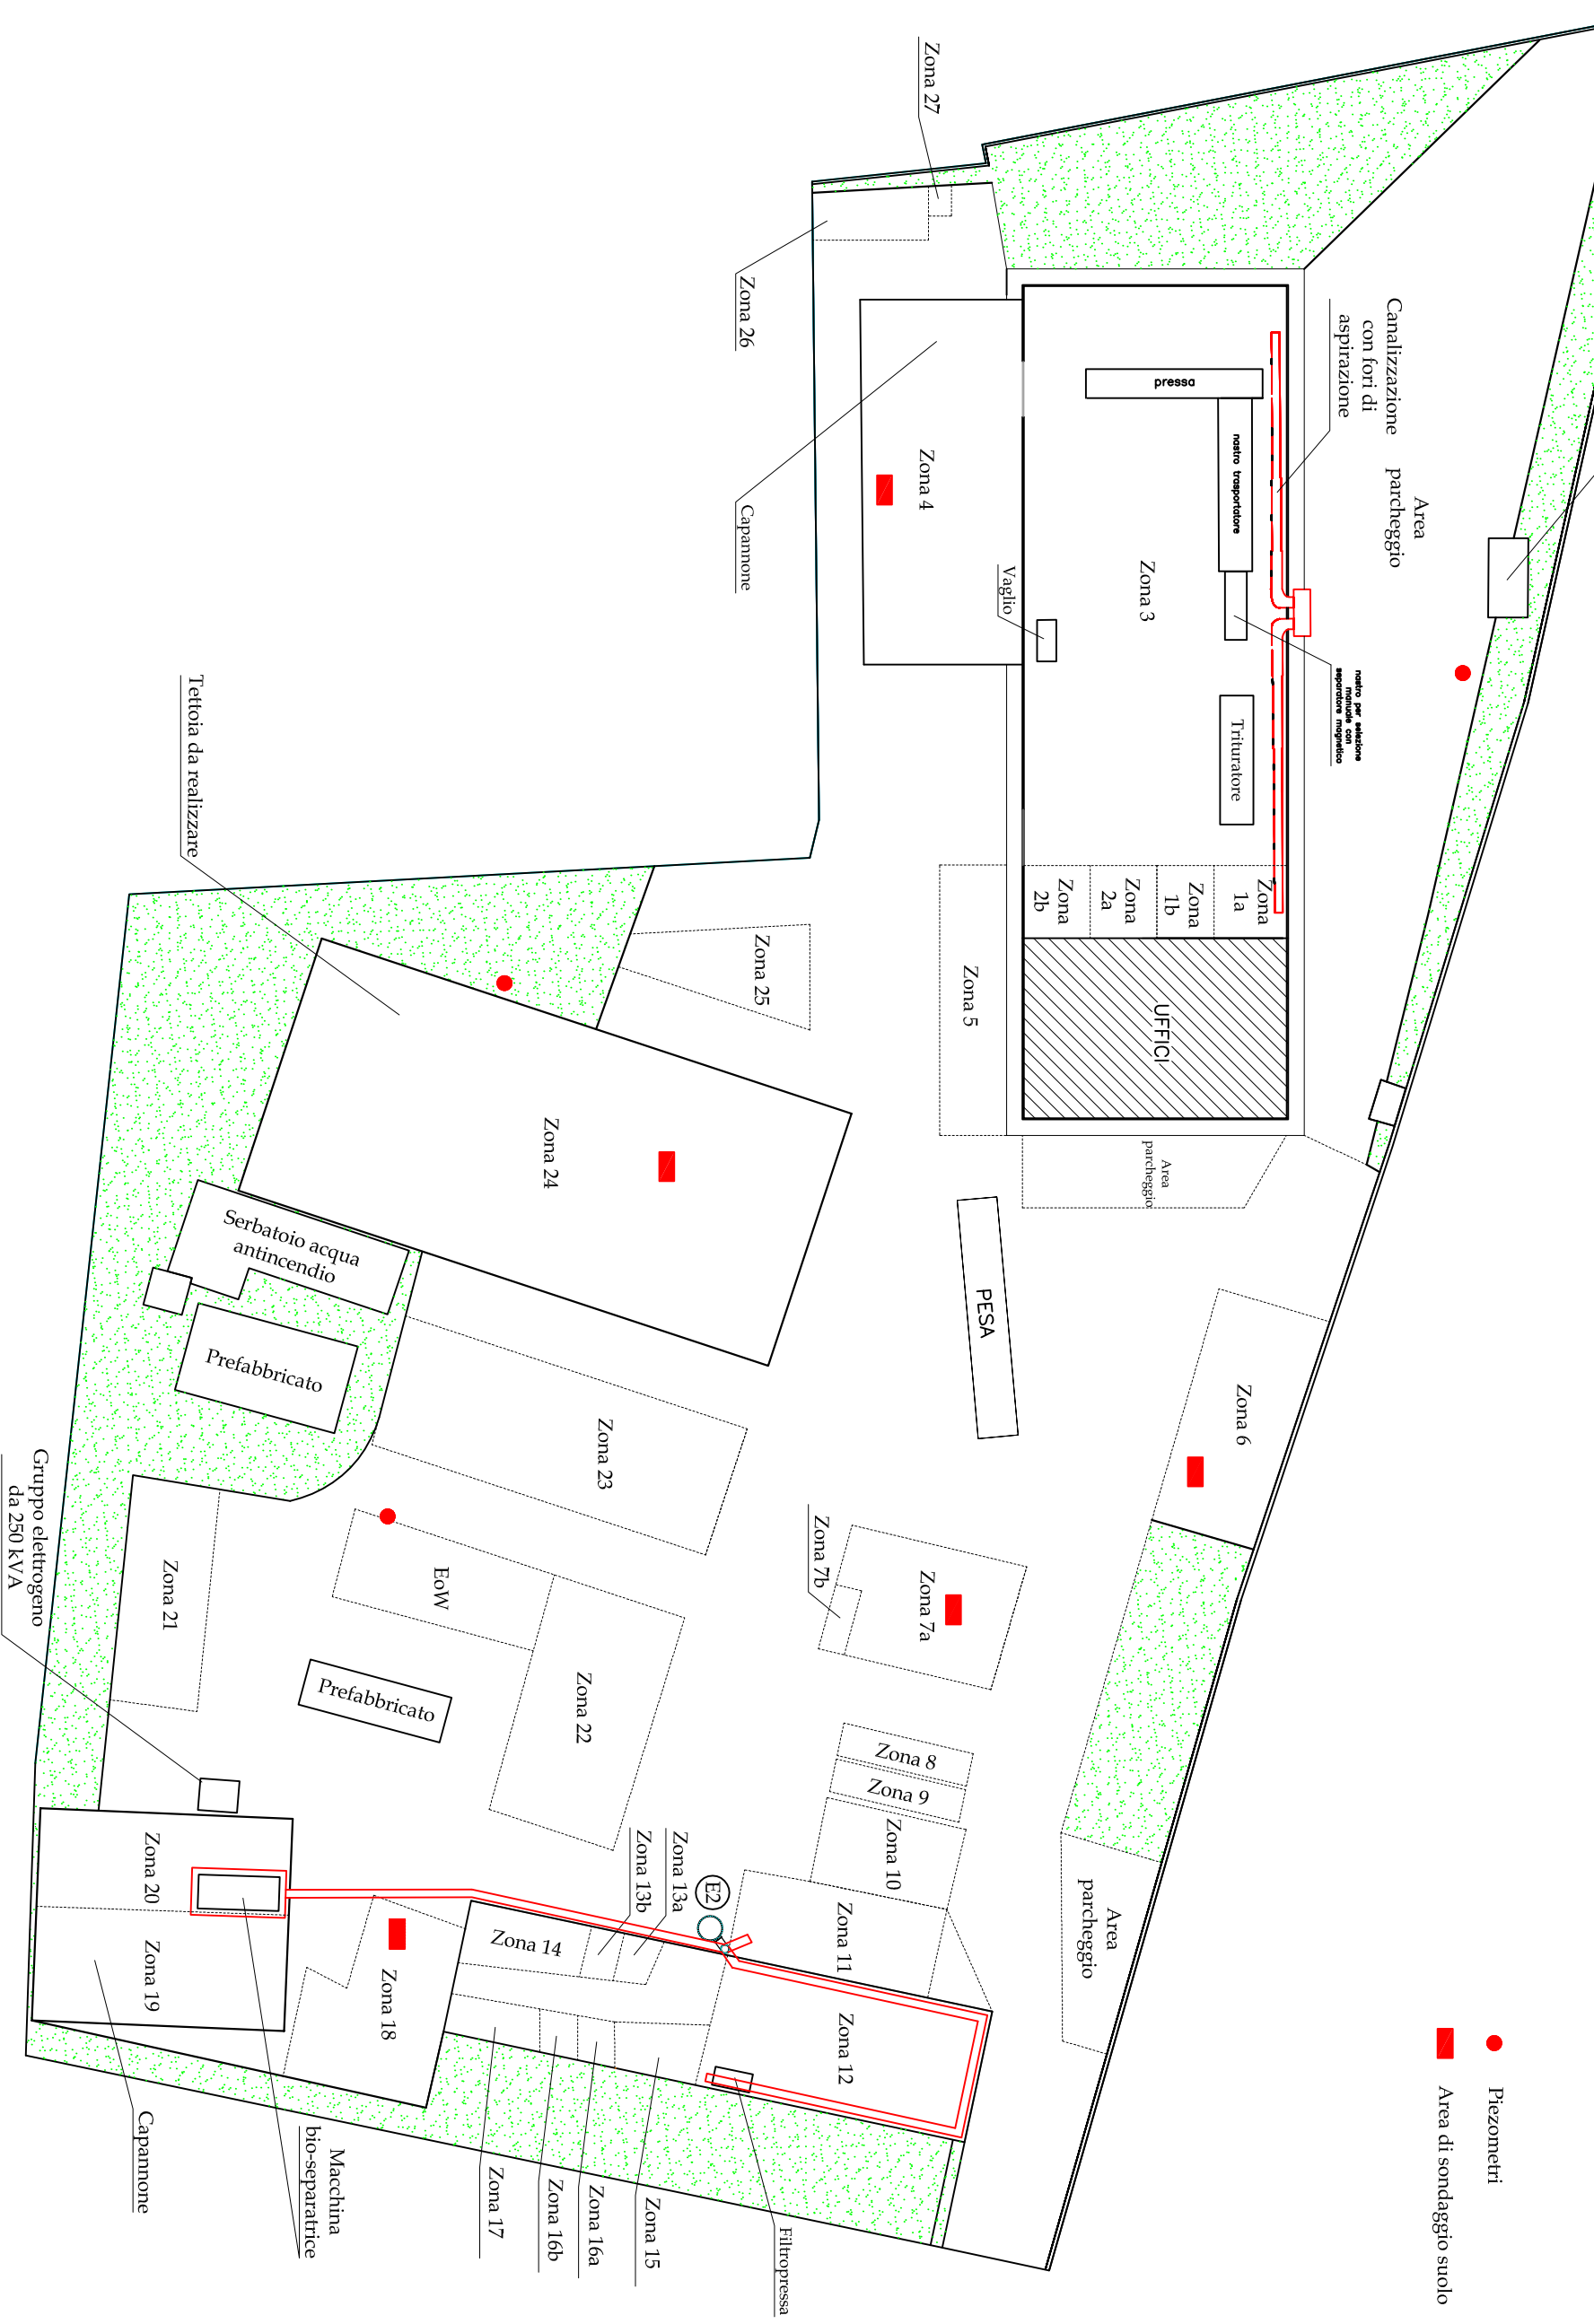 Piezometri
Area di sondaggio suolo
Canalizzazione
con fori di
aspirazione
Area
parcheggio
Zona 27
Zona 26
pressa
nastro trasportatore
Zona 4
Capannone
Vaglio
Zona 3
nastro per selezione
manuale con
separatore magnetico
Trituratore
Zona
1a
Zona
1b
Zona
2a
Zona
2b
UFFICI
Zona 5
Area
parcheggio
PESA
Tettoia da realizzare
Zona 25
Zona 24
Serbatoio acqua
antincendio
Prefabbricato
Zona 23
Zona 6
Zona 7b
Zona 7a
EoW
Zona 22
Prefabbricato
Zona 21
Gruppo elettrogeno
da 250 kVA
Zona 8
Zona 9
Zona 10
Zona 11
Zona 12
Area
parcheggio
Zona 13a
Zona 13b
E2
Zona 14
Zona 20
Zona 19
Zona 18
Zona 17
Zona 16b
Zona 16a
Zona 15
Filtropressa
Macchina
bio-separatrice
Capannone